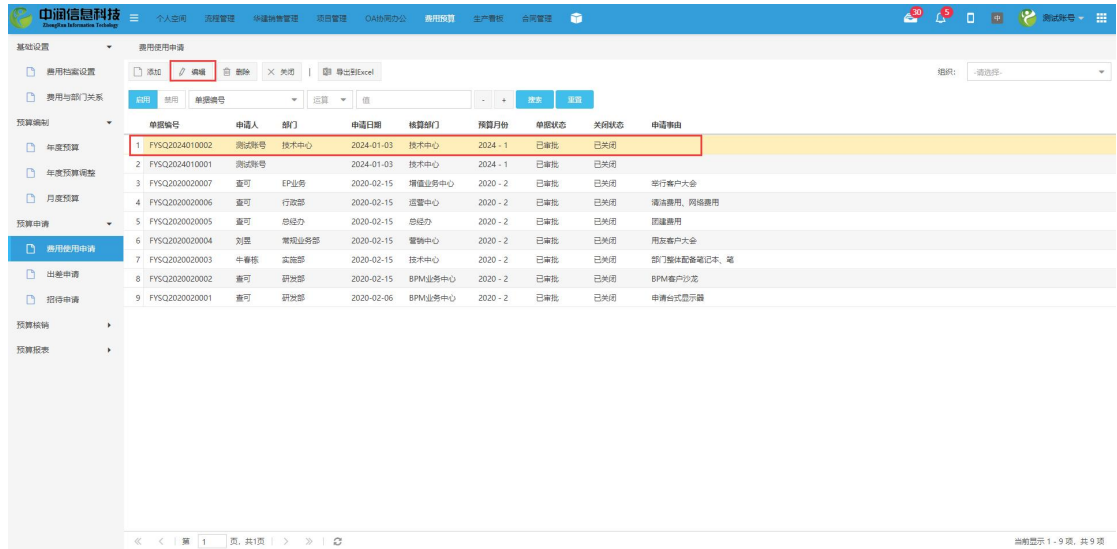 中润信息科技 个人空间 流程管理 华建销售管理 项目管理 OA协同办公 费用预算 生产看板 合同管理 30 5 中 测试账号
ZhongRun Information Techology
基础设置 费用使用申请
费用档案设置 添加 编辑 删除 关闭 | 导出到Excel 组织: -请选择-
费用与部门关系 启用 禁用 单据编号 运算 值 - + 搜索 重置
预算编制 单据编号 申请人 部门 申请日期 核算部门 预算月份 单据状态 关闭状态 申请事由
年度预算 1 FYSQ2024010002 测试账号 技术中心 2024-01-03 技术中心 2024 - 1 已审批 已关闭
年度预算调整 2 FYSQ2024010001 测试账号 2024-01-03 技术中心 2024 - 1 已审批 已关闭
3 FYSQ2020020007 查可 EP业务 2020-02-15 增值业务中心 2020 - 2 已审批 已关闭 举行客户大会
月度预算 4 FYSQ2020020006 查可 行政部 2020-02-15 运营中心 2020 - 2 已审批 已关闭 清洁费用、网络费用
预算申请 5 FYSQ2020020005 查可 总经办 2020-02-15 总经办 2020 - 2 已审批 已关闭 团建费用
费用使用申请 6 FYSQ2020020004 刘昱 常规业务部 2020-02-15 营销中心 2020 - 2 已审批 已关闭 用友客户大会
7 FYSQ2020020003 牛春栋 实施部 2020-02-15 技术中心 2020 - 2 已审批 已关闭 部门整体配备笔记本、笔
出差申请 8 FYSQ2020020002 查可 研发部 2020-02-15 BPM业务中心 2020 - 2 已审批 已关闭 BPM客户沙龙
招待申请 9 FYSQ2020020001 查可 研发部 2020-02-06 BPM业务中心 2020 - 2 已审批 已关闭 申请台式显示器
预算核销
预算报表
第 1 页, 共1页 当前显示 1 - 9 项, 共 9 项